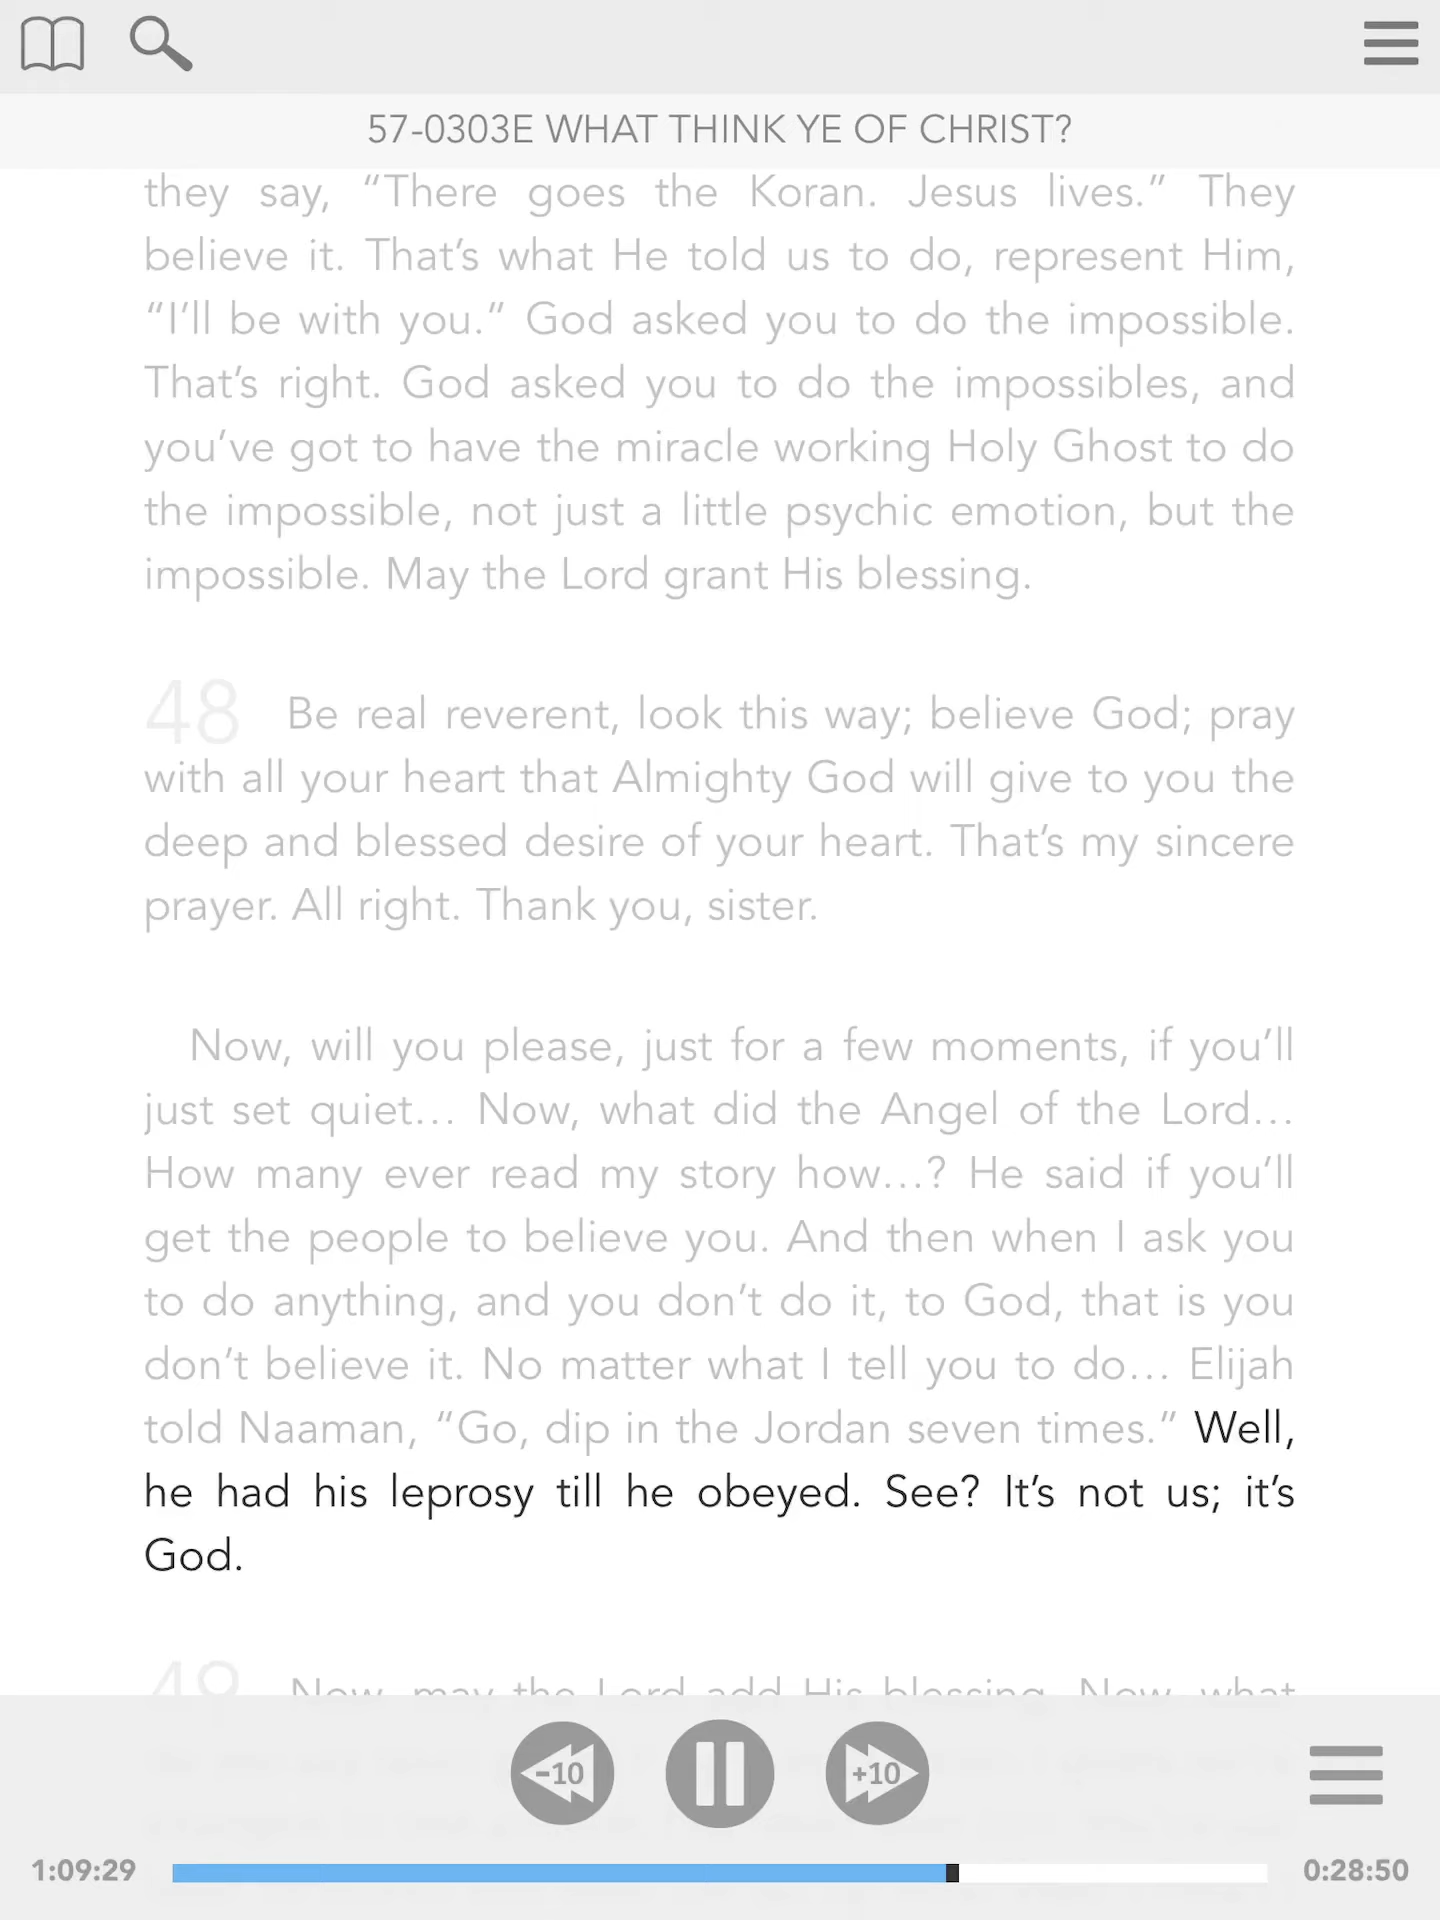 57-0303E WHAT THINK YE OF CHRIST?
they say, “There goes the Koran. Jesus lives.” They
believe it. That’s what He told us to do, represent Him,
“I’ll be with you.” God asked you to do the impossible.
That’s right. God asked you to do the impossibles, and
you’ve got to have the miracle working Holy Ghost to do
the impossible, not just a little psychic emotion, but the
impossible. May the Lord grant His blessing.
48 Be real reverent, look this way; believe God; pray
with all your heart that Almighty God will give to you the
deep and blessed desire of your heart. That’s my sincere
prayer. All right. Thank you, sister.
Now, will you please, just for a few moments, if you’ll
just set quiet… Now, what did the Angel of the Lord…
How many ever read my story how…? He said if you’ll
get the people to believe you. And then when I ask you
to do anything, and you don’t do it, to God, that is you
don’t believe it. No matter what I tell you to do… Elijah
told Naaman, “Go, dip in the Jordan seven times.” Well,
he had his leprosy till he obeyed. See? It’s not us; it’s
God.
49 Now, may the Lord add His blessing. Now, what
-10 +10
1:09:29 0:28:50